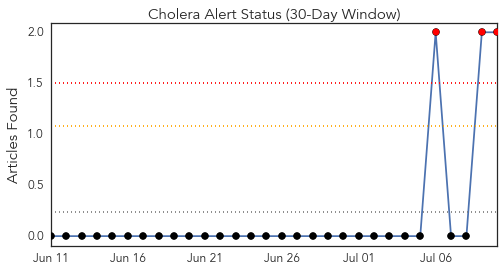 Cholera Alert Status (30-Day Window)
Articles Found
2.0
1.5
1.0
0.5
0.0
Jun 11 Jun 16 Jun 21 Jun 26 Jul 01 Jul 06